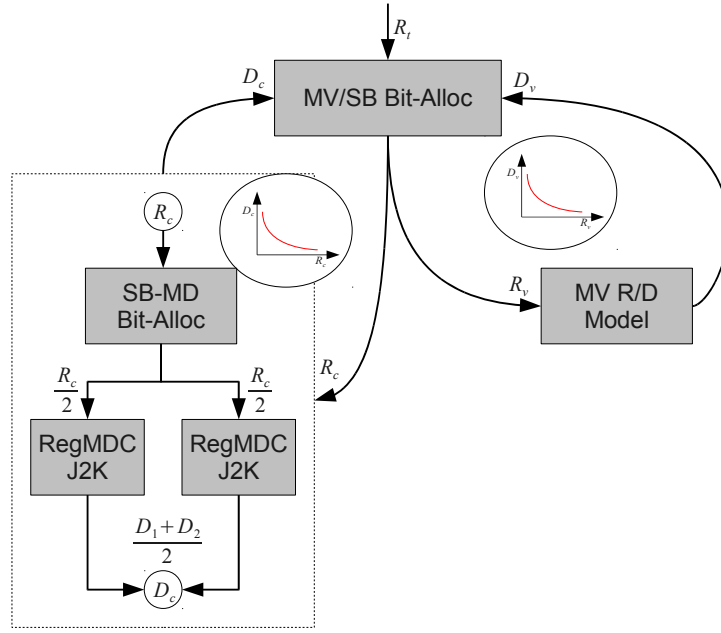 R_t
D_c
D_v
MV/SB Bit-Alloc
R_c
D_c
R_c
D_v
R_v
SB-MD
Bit-Alloc
R_v
MV R/D
Model
R_c
R_c/2
R_c/2
RegMDC
J2K
RegMDC
J2K
D_1+D_2/2
D_c